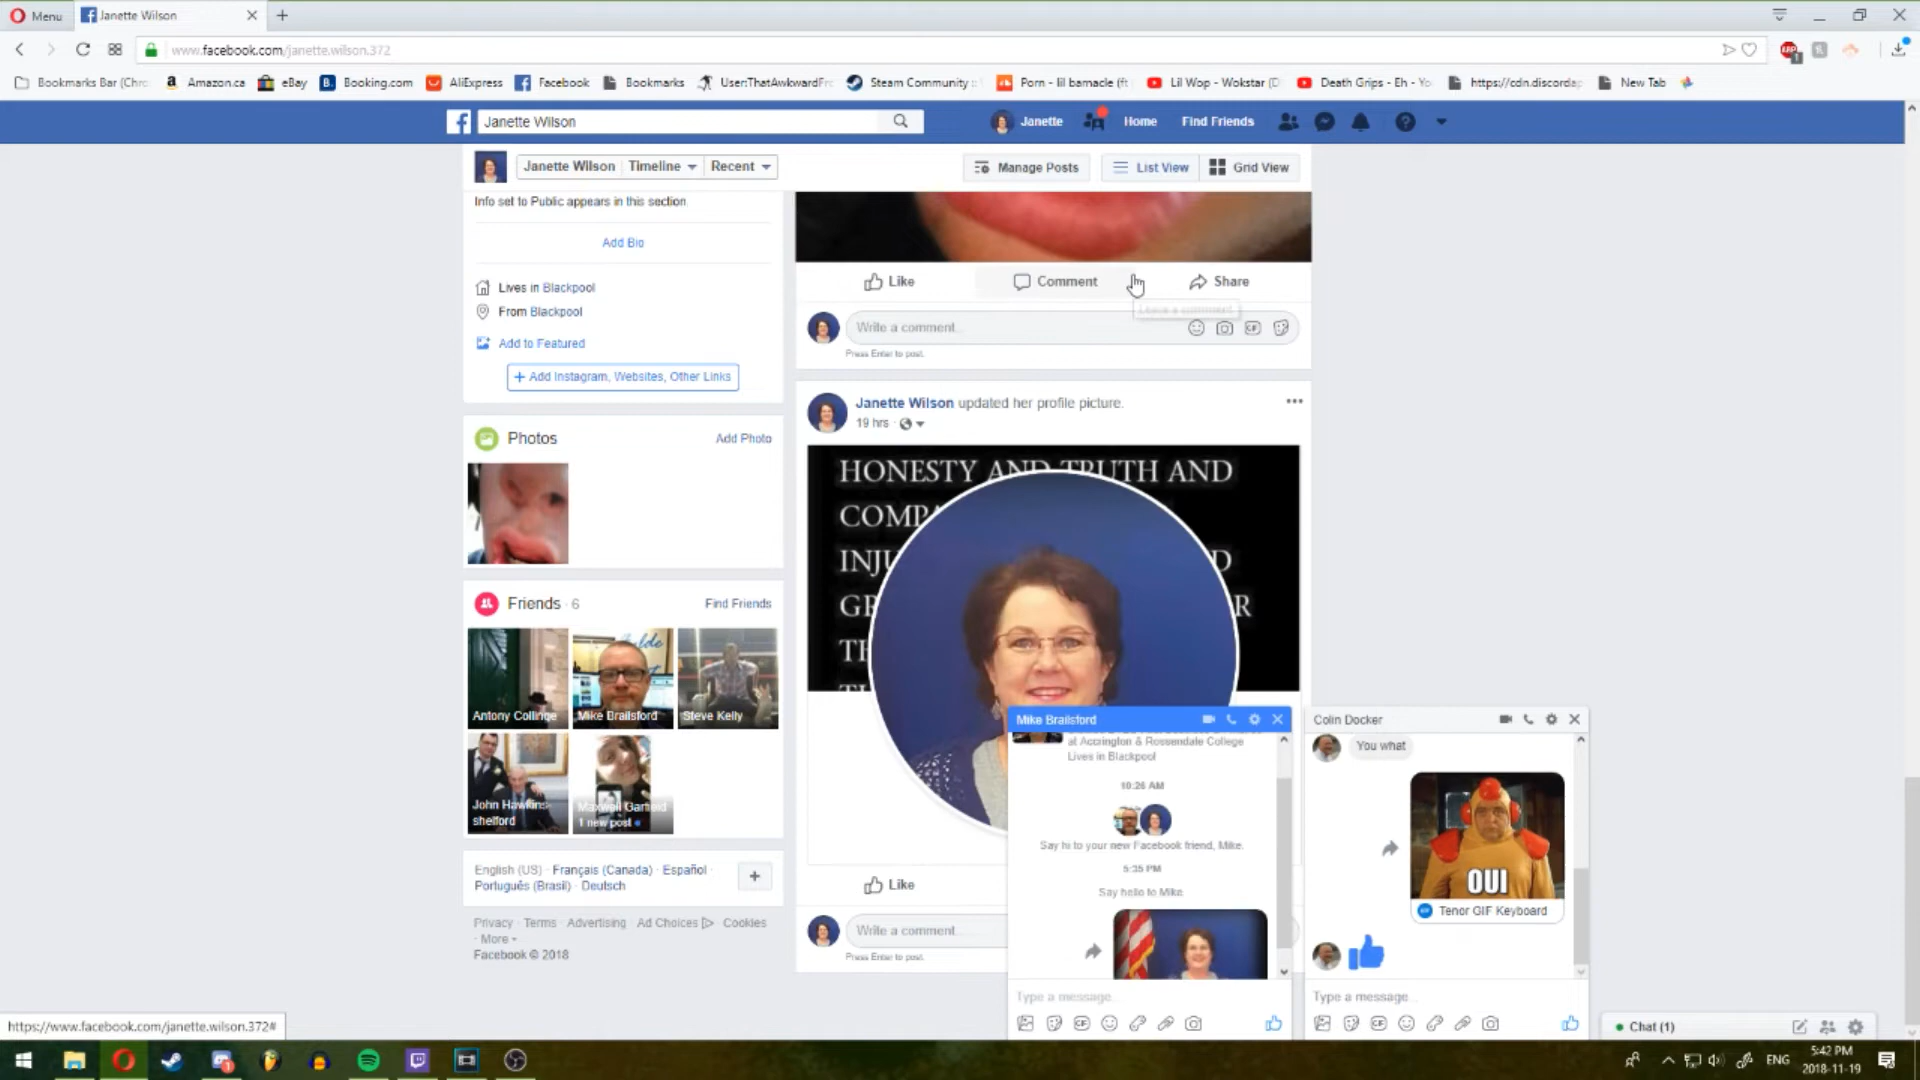 Menu
Janette Wilson
www.facebook.com/janette.wilson.372
Bookmarks Bar (Chro
Amazon.ca
eBay
Booking.com
AliExpress
Facebook
Bookmarks
User:ThatAwkwardFr
Steam Community ::
Porn - lil barnacle (ft
Lil Wop - Wokstar (D
Death Grips - Eh - Yo
https://cdn.discordap
New Tab
Janette Wilson
Janette
Home
Find Friends
Janette Wilson
Timeline
Recent
Manage Posts
List View
Grid View
Info set to Public appears in this section
Add Bio
Lives in Blackpool
From Blackpool
Add to Featured
+ Add Instagram, Websites, Other Links
Photos
Add Photo
Friends · 6
Find Friends
Antony Collinge
Mike Brailsford
Steve Kelly
John Hawkins-
shelford
Maxwell Garfield
1 new post
English (US) · Français (Canada) · Español ·
Português (Brasil) · Deutsch
Privacy · Terms · Advertising · Ad Choices · Cookies
· More
Facebook © 2018
Like
Comment
Share
Leave a comment
Write a comment...
Press Enter to post.
Janette Wilson updated her profile picture.
19 hrs ·
HONESTY AND TRUTH AND
Like
Write a comment...
Press Enter to post.
Mike Brailsford
at Accrington & Rossendale College
Lives in Blackpool
10:26 AM
Say hi to your new Facebook friend, Mike.
5:35 PM
Say hello to Mike
Type a message...
Colin Docker
You what
OUI
Tenor GIF Keyboard
Type a message...
Chat (1)
https://www.facebook.com/janette.wilson.372#
ENG
5:42 PM
2018-11-19